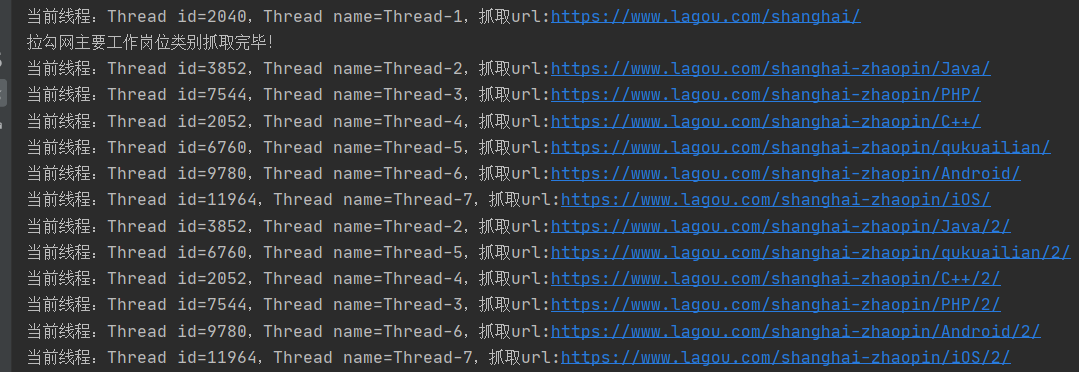 当前线程：Thread id=2040，Thread name=Thread-1，抓取url:https://www.lagou.com/shanghai/
拉勾网主要工作岗位类别抓取完毕！
当前线程：Thread id=3852，Thread name=Thread-2，抓取url:https://www.lagou.com/shanghai-zhaopin/Java/
当前线程：Thread id=7544，Thread name=Thread-3，抓取url:https://www.lagou.com/shanghai-zhaopin/PHP/
当前线程：Thread id=2052，Thread name=Thread-4，抓取url:https://www.lagou.com/shanghai-zhaopin/C++/
当前线程：Thread id=6760，Thread name=Thread-5，抓取url:https://www.lagou.com/shanghai-zhaopin/qukuailian/
当前线程：Thread id=9780，Thread name=Thread-6，抓取url:https://www.lagou.com/shanghai-zhaopin/Android/
当前线程：Thread id=11964，Thread name=Thread-7，抓取url:https://www.lagou.com/shanghai-zhaopin/iOS/
当前线程：Thread id=3852，Thread name=Thread-2，抓取url:https://www.lagou.com/shanghai-zhaopin/Java/2/
当前线程：Thread id=6760，Thread name=Thread-5，抓取url:https://www.lagou.com/shanghai-zhaopin/qukuailian/2/
当前线程：Thread id=2052，Thread name=Thread-4，抓取url:https://www.lagou.com/shanghai-zhaopin/C++/2/
当前线程：Thread id=7544，Thread name=Thread-3，抓取url:https://www.lagou.com/shanghai-zhaopin/PHP/2/
当前线程：Thread id=9780，Thread name=Thread-6，抓取url:https://www.lagou.com/shanghai-zhaopin/Android/2/
当前线程：Thread id=11964，Thread name=Thread-7，抓取url:https://www.lagou.com/shanghai-zhaopin/iOS/2/